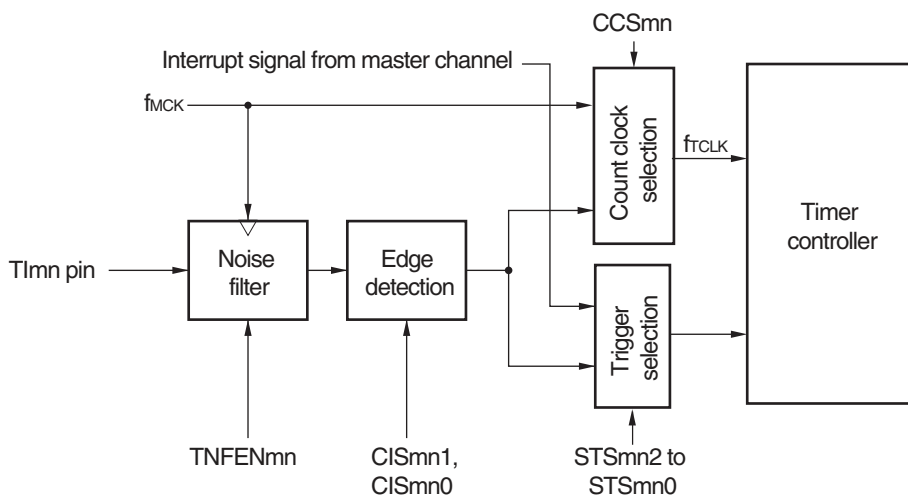 CCSmn
Interrupt signal from master channel
fMCK
Count clock
selection
fTCLK
Timer
controller
TImn pin
Noise
filter
Edge
detection
Trigger
selection
TNFENmn
CISmn1,
CISmn0
STSmn2 to
STSmn0